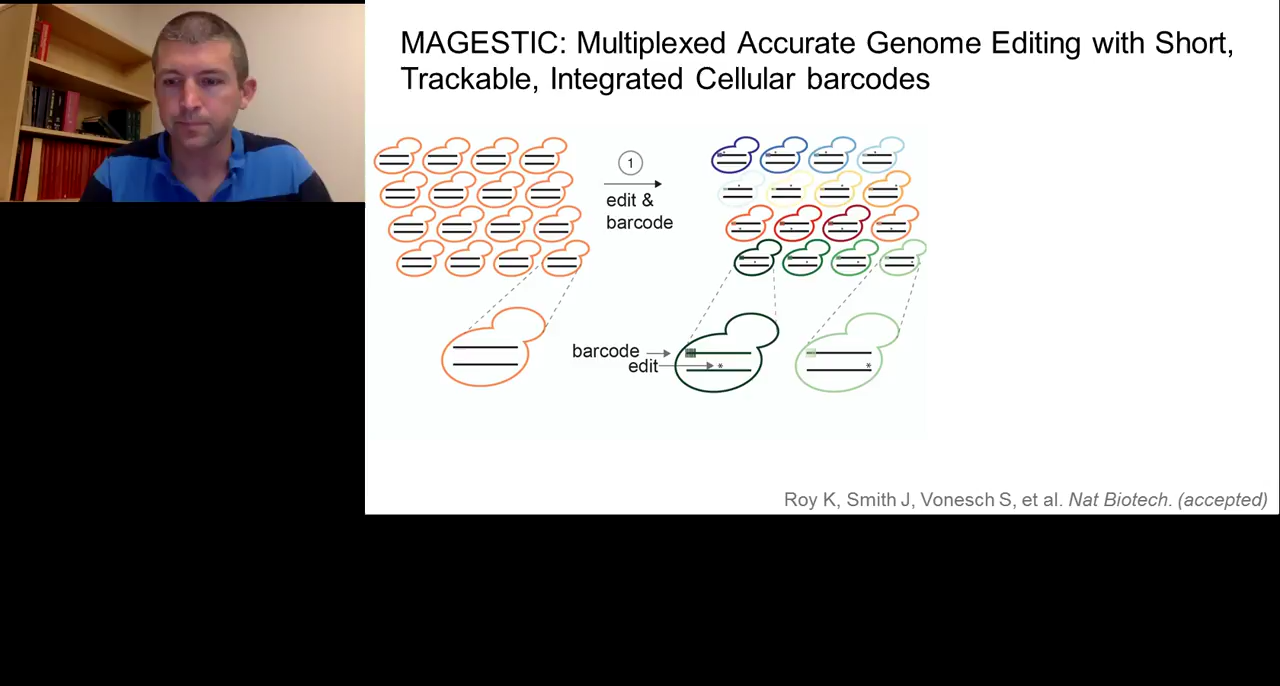 MAGESTIC: Multiplexed Accurate Genome Editing with Short,
Trackable, Integrated Cellular barcodes
1
edit &
barcode
barcode
edit
Roy K, Smith J, Vonesch S, et al. Nat Biotech. (accepted)